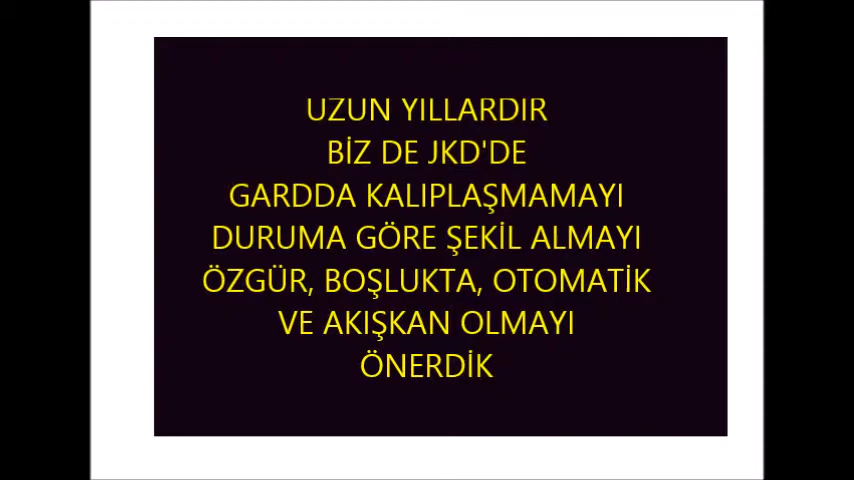 UZUN YILLARDIR
BİZ DE JKD'DE
GARDDA KALIPLAŞMAMAYI
DURUMA GÖRE ŞEKİL ALMAYI
ÖZGÜR, BOŞLUKTA, OTOMATİK
VE AKIŞKAN OLMAYI
ÖNERDİK